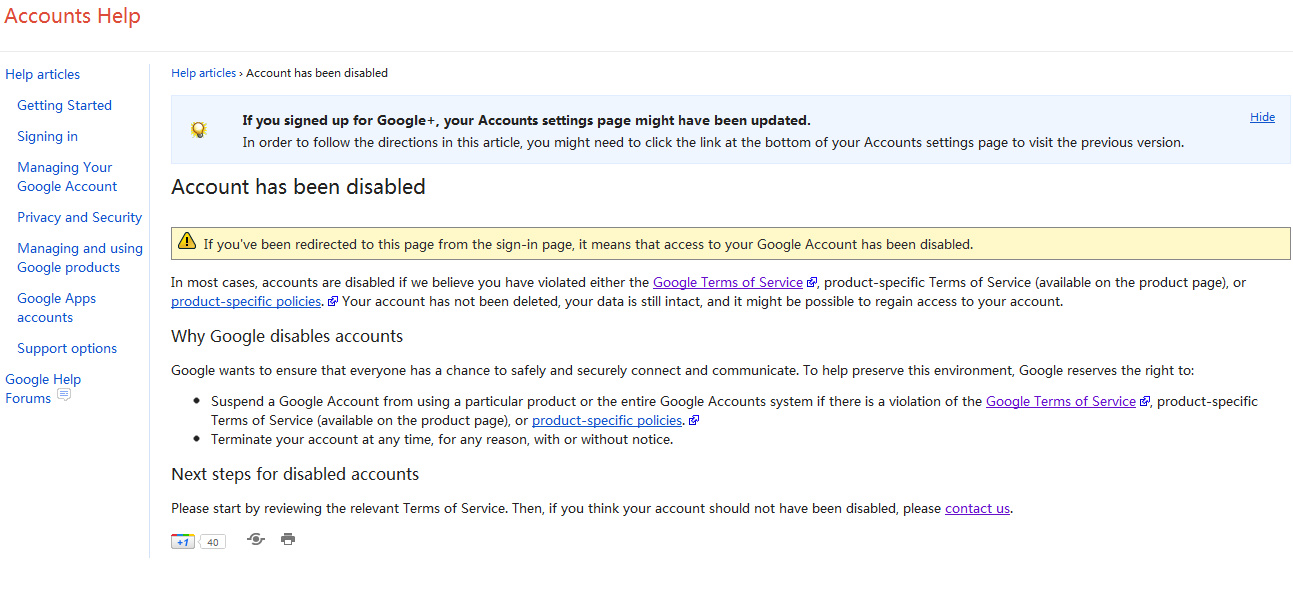 Accounts Help
Help articles
Getting Started
Signing in
Managing Your
Google Account
Privacy and Security
Managing and using
Google products
Google Apps
accounts
Support options
Google Help
Forums
Help articles › Account has been disabled
If you signed up for Google+, your Accounts settings page might have been updated.
Hide
In order to follow the directions in this article, you might need to click the link at the bottom of your Accounts settings page to visit the previous version.
Account has been disabled
If you've been redirected to this page from the sign-in page, it means that access to your Google Account has been disabled.
In most cases, accounts are disabled if we believe you have violated either the Google Terms of Service, product-specific Terms of Service (available on the product page), or
product-specific policies. Your account has not been deleted, your data is still intact, and it might be possible to regain access to your account.
Why Google disables accounts
Google wants to ensure that everyone has a chance to safely and securely connect and communicate. To help preserve this environment, Google reserves the right to:
• Suspend a Google Account from using a particular product or the entire Google Accounts system if there is a violation of the Google Terms of Service, product-specific
Terms of Service (available on the product page), or product-specific policies.
• Terminate your account at any time, for any reason, with or without notice.
Next steps for disabled accounts
Please start by reviewing the relevant Terms of Service. Then, if you think your account should not have been disabled, please contact us.
+1 40